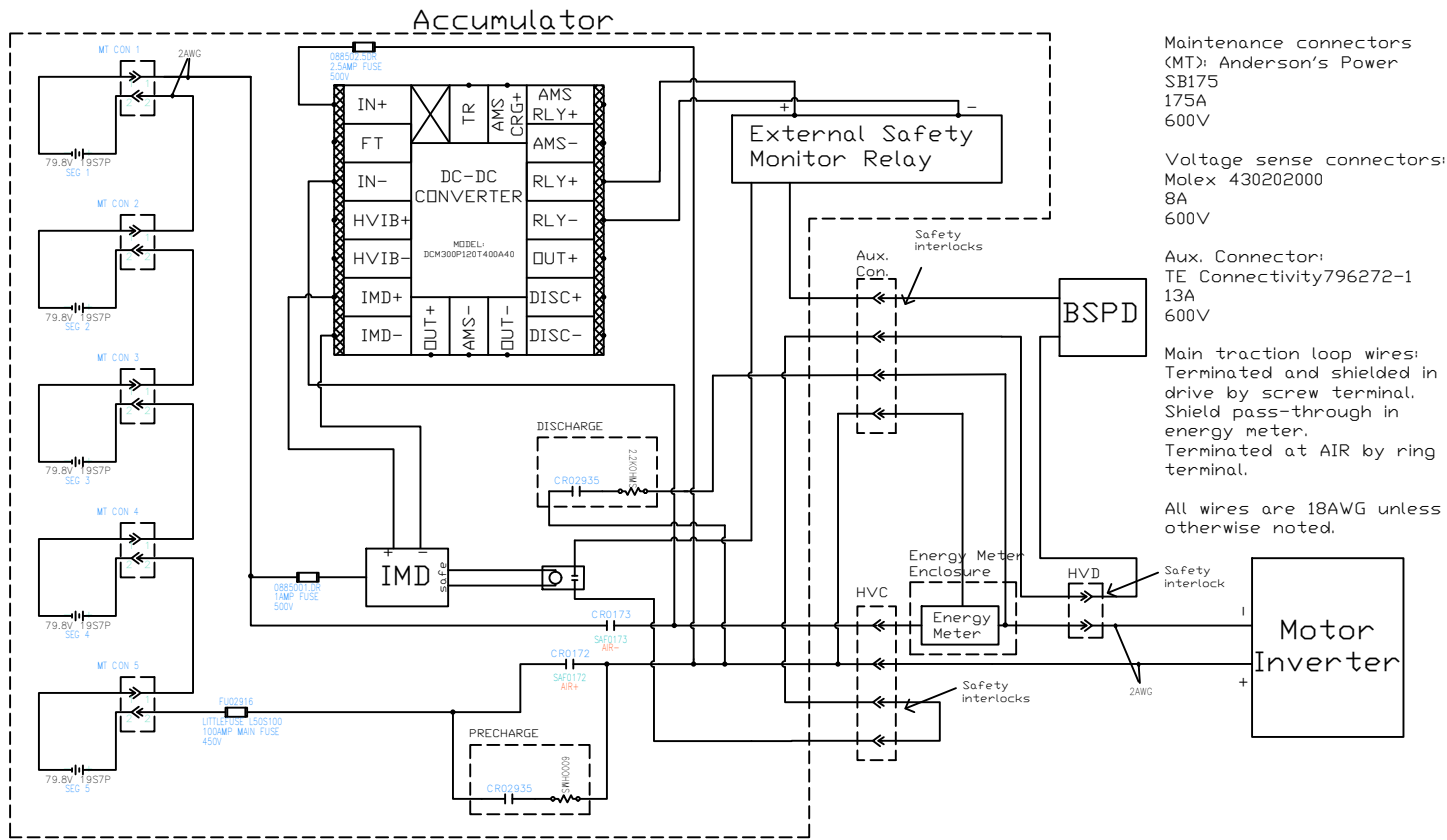 Accumulator
MT CON 1
2AWG
79.8V 19S7P
SEG 1
MT CON 2
79.8V 19S7P
SEG 2
MT CON 3
79.8V 19S7P
SEG 3
MT CON 4
79.8V 19S7P
SEG 4
MT CON 5
79.8V 19S7P
SEG 5
088502.5DR
2.5AMP FUSE
500V
IN+
FT
IN-
HVIB+
HVIB-
IMD+
IMD-
TR
AMS
CRG+
AMS
RLY+
AMS-
RLY+
RLY-
OUT+
DISC+
DISC-
DC-DC
CONVERTER
MODEL:
DCM300P120T400A40
OUT+
AMS-
OUT-
+
-
External Safety
Monitor Relay
Safety
interlocks
Aux.
Con.
BSPD
DISCHARGE
CR02935
2.2KOHMS
0885001.DR
1AMP FUSE
500V
+
-
IMD
safe
CR0173
SAF0173
AIR-
CR0172
SAF0172
AIR+
FU02916
LITTLEFUSE L50S100
100AMP MAIN FUSE
450V
PRECHARGE
CR02935
600OHMS
HVC
Energy Meter
Enclosure
Energy
Meter
Safety
interlocks
HVD
Safety
interlock
2AWG
-
+
Motor
Inverter
Maintenance connectors
(MT): Anderson's Power
SB175
175A
600V
Voltage sense connectors:
Molex 430202000
8A
600V
Aux. Connector:
TE Connectivity796272-1
13A
600V
Main traction loop wires:
Terminated and shielded in
drive by screw terminal.
Shield pass-through in
energy meter.
Terminated at AIR by ring
terminal.
All wires are 18AWG unless
otherwise noted.